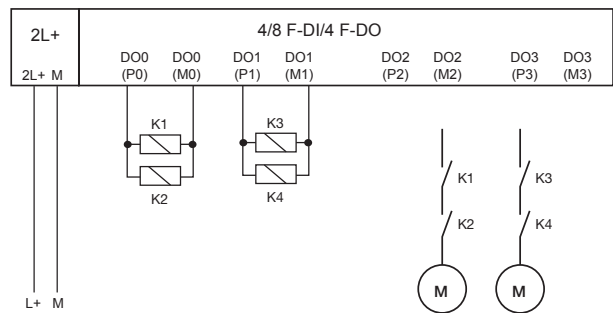 2L+ 4/8 F-DI/4 F-DO
DO0 DO0 DO1 DO1 DO2 DO2 DO3 DO3
2L+ M (P0) (M0) (P1) (M1) (P2) (M2) (P3) (M3)
K1 K3
K1 K3
K2 K4
K2 K4
M M
L+ M